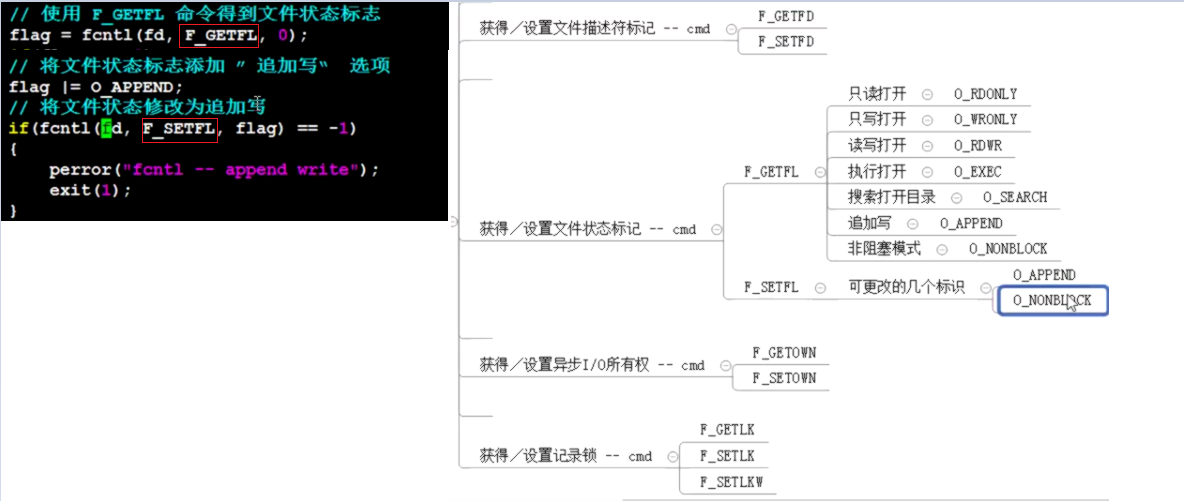 // 使用 F_GETFL 命令得到文件状态标志
flag = fcntl(fd, F_GETFL, 0);
// 将文件状态标志添加 " 追加写" 选项
flag |= O_APPEND;
// 将文件状态修改为追加写
if(fcntl(fd, F_SETFL, flag) == -1)
{
    perror("fcntl -- append write");
    exit(1);
}
获得/设置文件描述符标记 -- cmd
F_GETFD
F_SETFD
获得/设置文件状态标记 -- cmd
F_GETFL
只读打开 O_RDONLY
只写打开 O_WRONLY
读写打开 O_RDWR
执行打开 O_EXEC
搜索打开目录 O_SEARCH
追加写 O_APPEND
非阻塞模式 O_NONBLOCK
F_SETFL 可更改的几个标识
O_APPEND
O_NONBLOCK
获得/设置异步I/O所有权 -- cmd
F_GETOWN
F_SETOWN
获得/设置记录锁 -- cmd
F_GETLK
F_SETLK
F_SETLKW